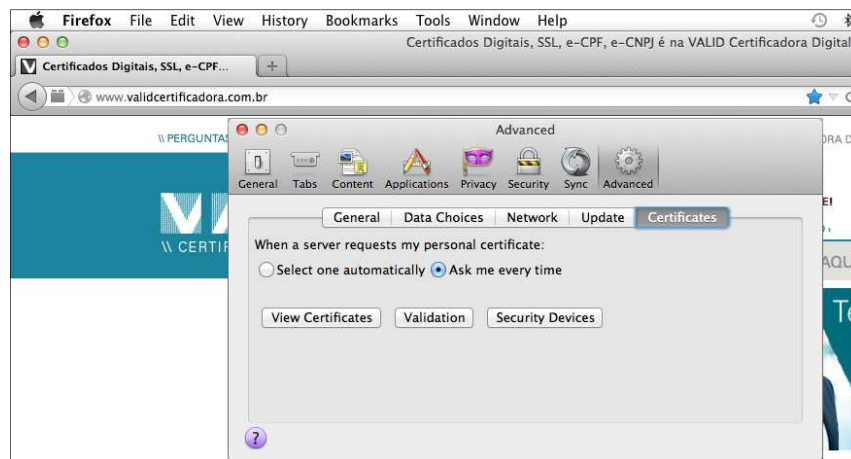 Firefox File Edit View History Bookmarks Tools Window Help
Certificados Digitais, SSL, e-CPF, e-CNPJ é na VALID Certificadora Digital
Certificados Digitais, SSL, e-CPF... +
www.validcertificadora.com.br
\\ PERGUNTAS
Advanced
General Tabs Content Applications Privacy Security Sync Advanced
General Data Choices Network Update Certificates
\\ CERTIF
When a server requests my personal certificate:
Select one automatically Ask me every time
View Certificates Validation Security Devices
?